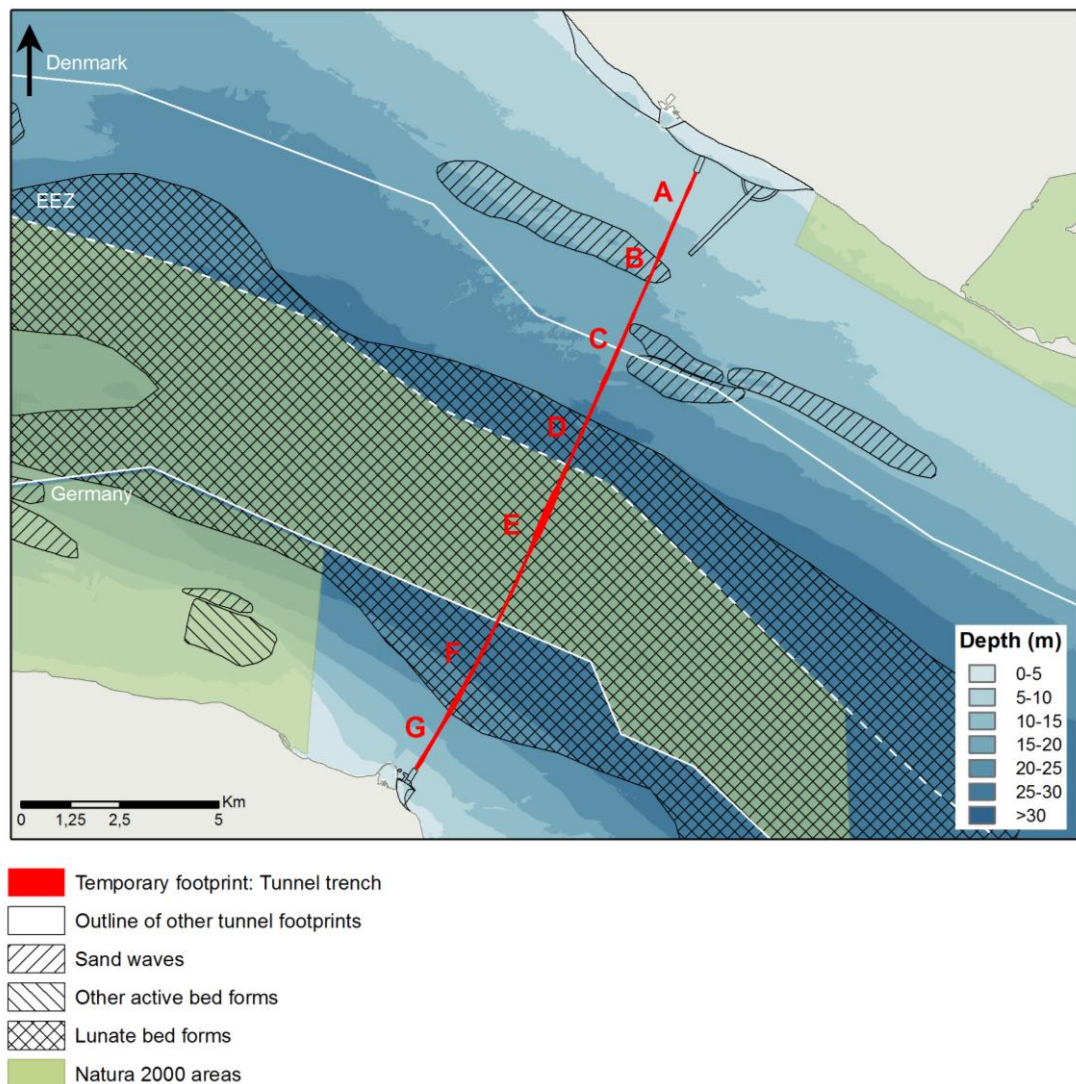 Denmark
EEZ
Germany
A
B
C
D
E
F
G
Km
0 1,25 2,5 5
Depth (m)
0-5
5-10
10-15
15-20
20-25
25-30
>30
Temporary footprint: Tunnel trench
Outline of other tunnel footprints
Sand waves
Other active bed forms
Lunate bed forms
Natura 2000 areas